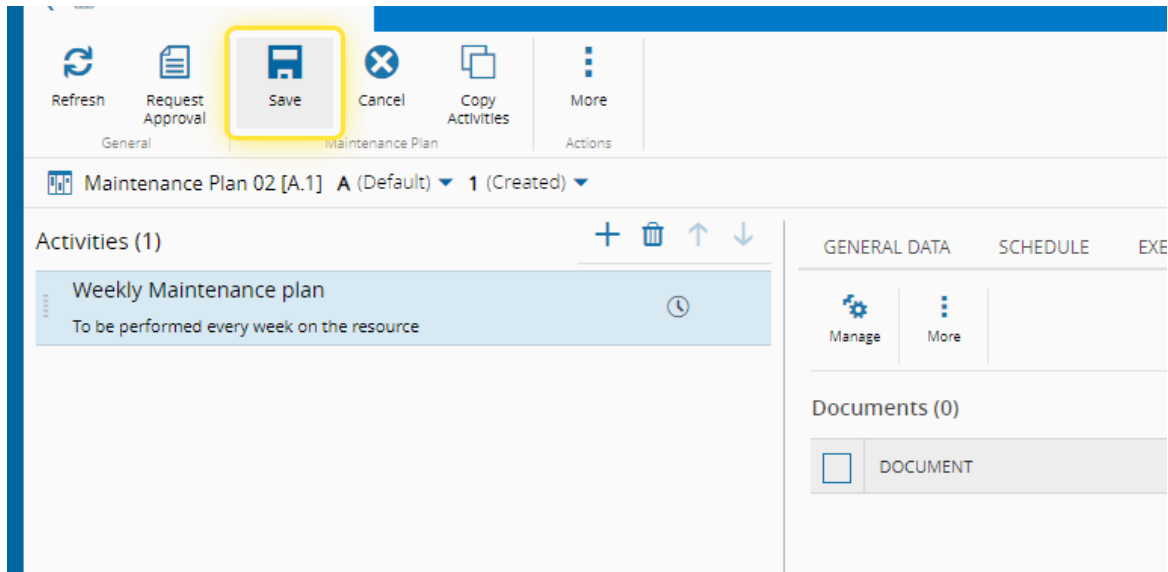 Refresh
Request
Approval
Save
Cancel
Copy
Activities
More
General
Maintenance Plan
Actions
Maintenance Plan 02 [A.1] A (Default) 1 (Created)
Activities (1)
Weekly Maintenance plan
To be performed every week on the resource
GENERAL DATA SCHEDULE EXE
Manage
More
Documents (0)
DOCUMENT